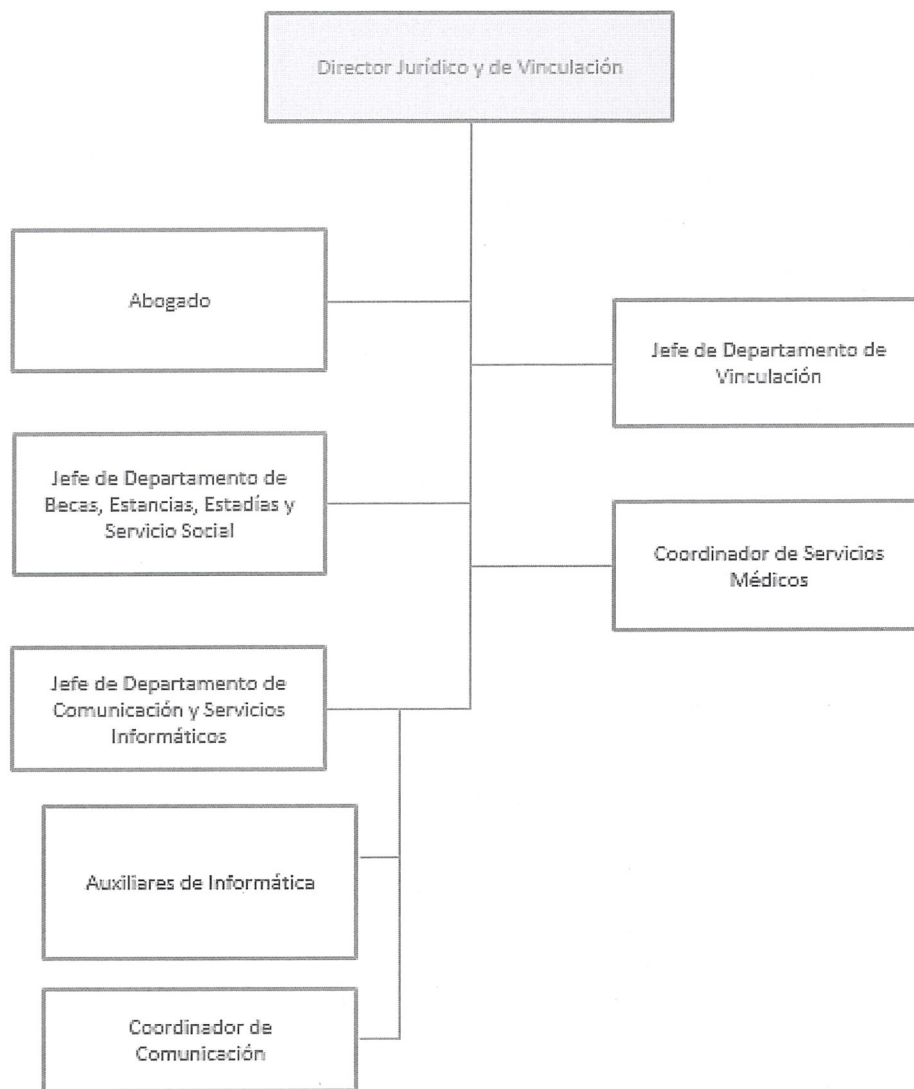 Director Jurídico y de Vinculación
Abogado
Jefe de Departamento de
Vinculación
Jefe de Departamento de
Becas, Estancias, Estadías y
Servicio Social
Coordinador de Servicios
Médicos
Jefe de Departamento de
Comunicación y Servicios
Informáticos
Auxiliares de Informática
Coordinador de
Comunicación